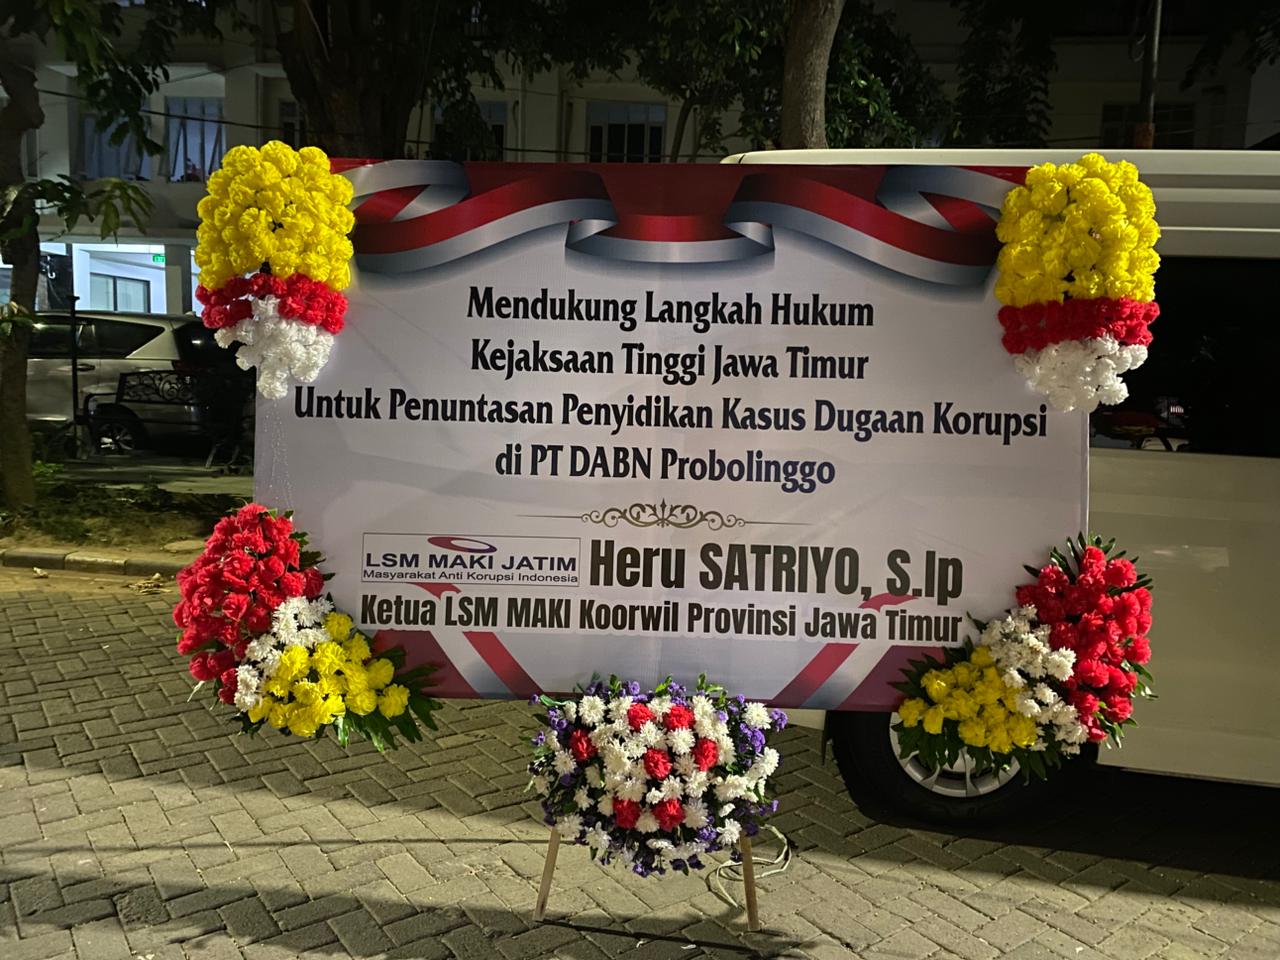 Mendukung Langkah Hukum
Kejaksaan Tinggi Jawa Timur
Untuk Penuntasan Penyidikan Kasus Dugaan Korupsi
di PT DABN Probolinggo
LSM MAKI JATIM
Masyarakat Anti Korupsi Indonesia
Heru SATRIYO, S.Ip
Ketua LSM MAKI Koorwil Provinsi Jawa Timur